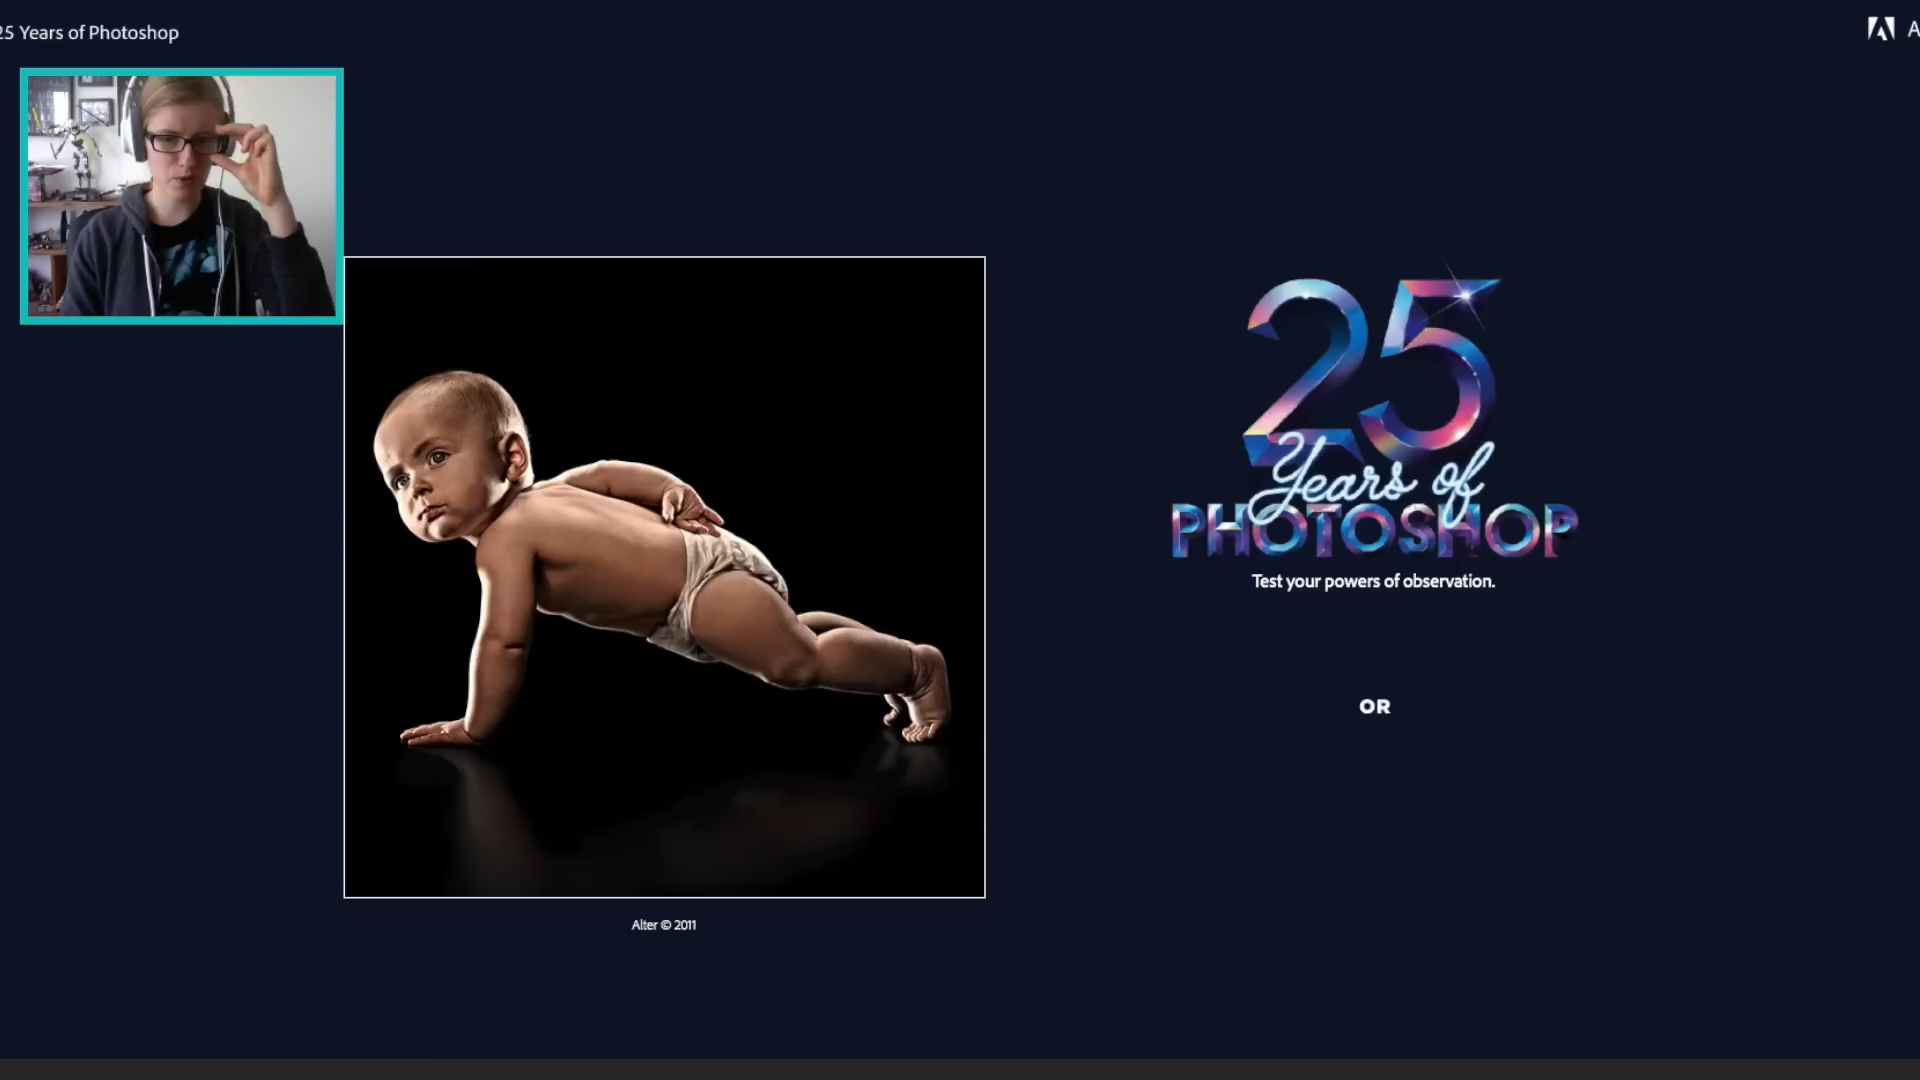 25 Years of Photoshop
A
25
Years of
PHOTOSHOP
Test your powers of observation.
OR
Alter © 2011